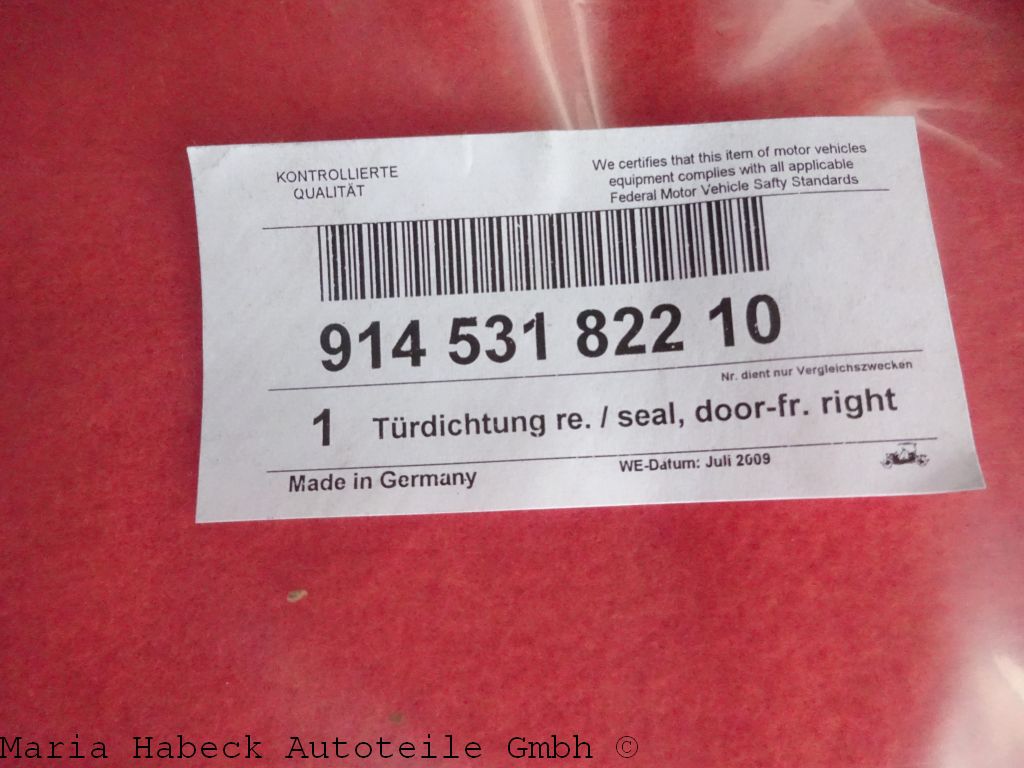 KONTROLLIERTE
QUALITÄT
We certifies that this item of motor vehicles
equipment complies with all applicable
Federal Motor Vehicle Safty Standards
914 531 822 10
Nr. dient nur Vergleichszwecken
1 Türdichtung re. / seal, door-fr. right
Made in Germany
WE-Datum: Juli 2009
Maria Habeck Autoteile Gmbh ©